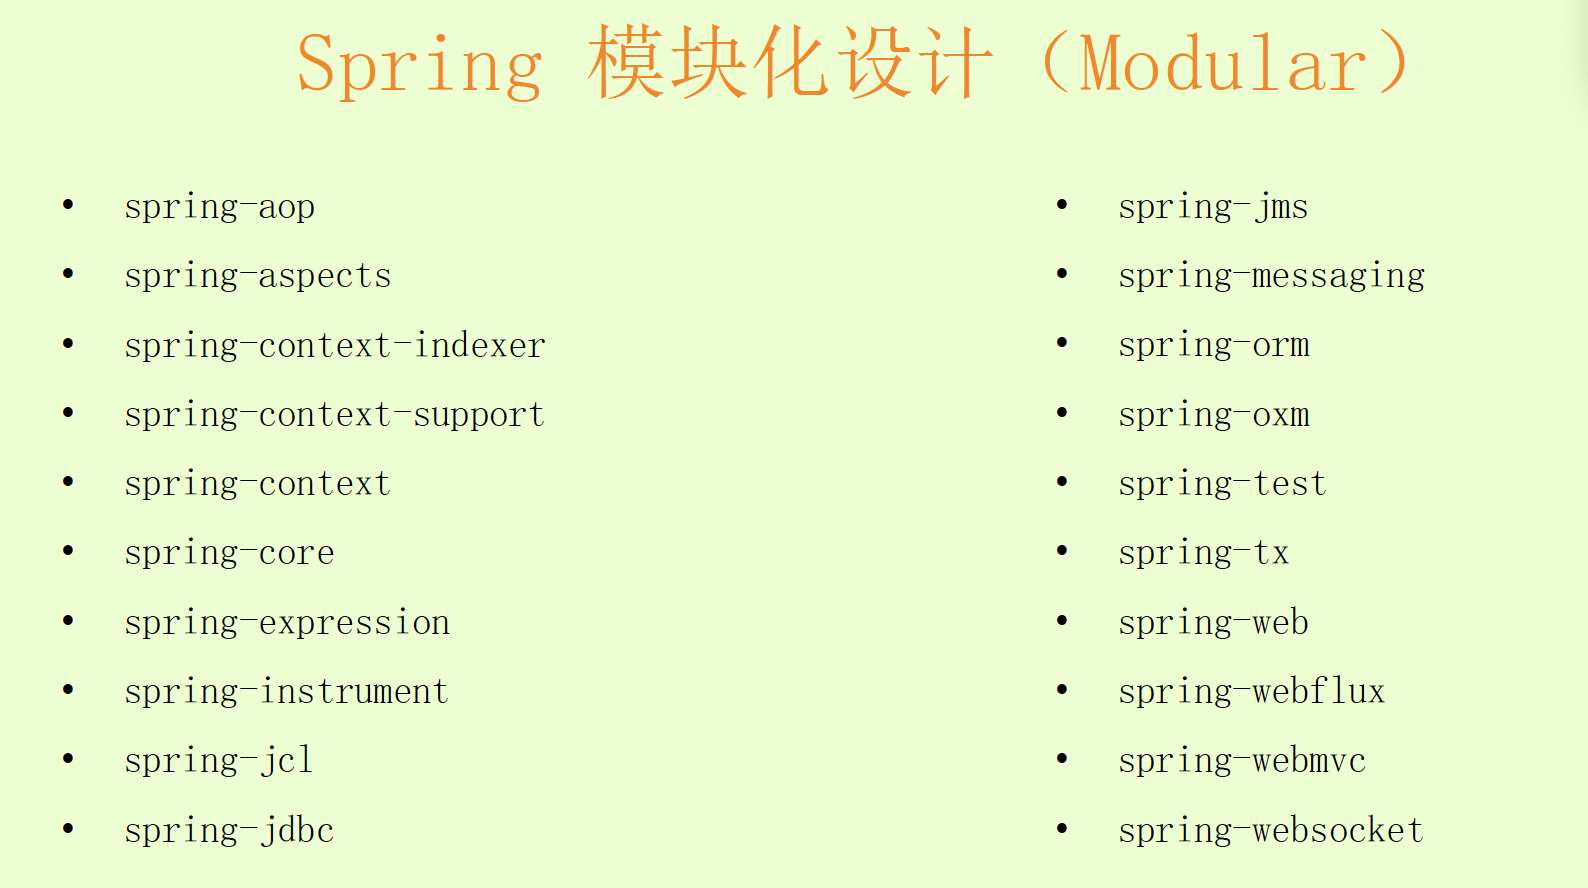 Spring 模块化设计（Modular）
• spring-aop
• spring-aspects
• spring-context-indexer
• spring-context-support
• spring-context
• spring-core
• spring-expression
• spring-instrument
• spring-jcl
• spring-jdbc
• spring-jms
• spring-messaging
• spring-orm
• spring-oxm
• spring-test
• spring-tx
• spring-web
• spring-webflux
• spring-webmvc
• spring-websocket